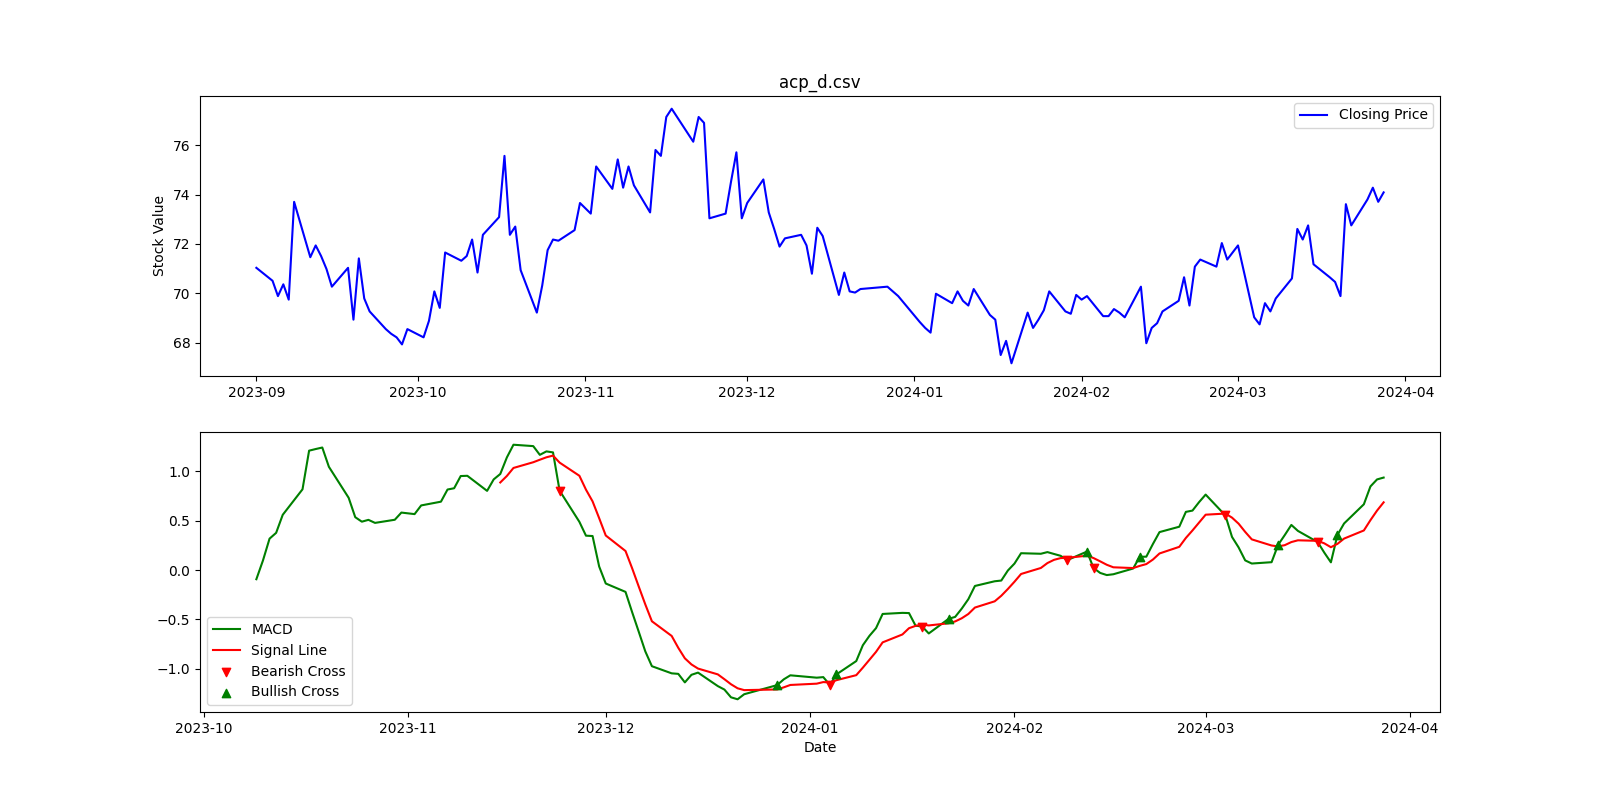 acp_d.csv
Closing Price
Stock Value
76
74
72
70
68
2023-09 2023-10 2023-11 2023-12 2024-01 2024-02 2024-03 2024-04
1.0
0.5
0.0
−0.5
−1.0
MACD
Signal Line
Bearish Cross
Bullish Cross
2023-10 2023-11 2023-12 2024-01 2024-02 2024-03 2024-04
Date